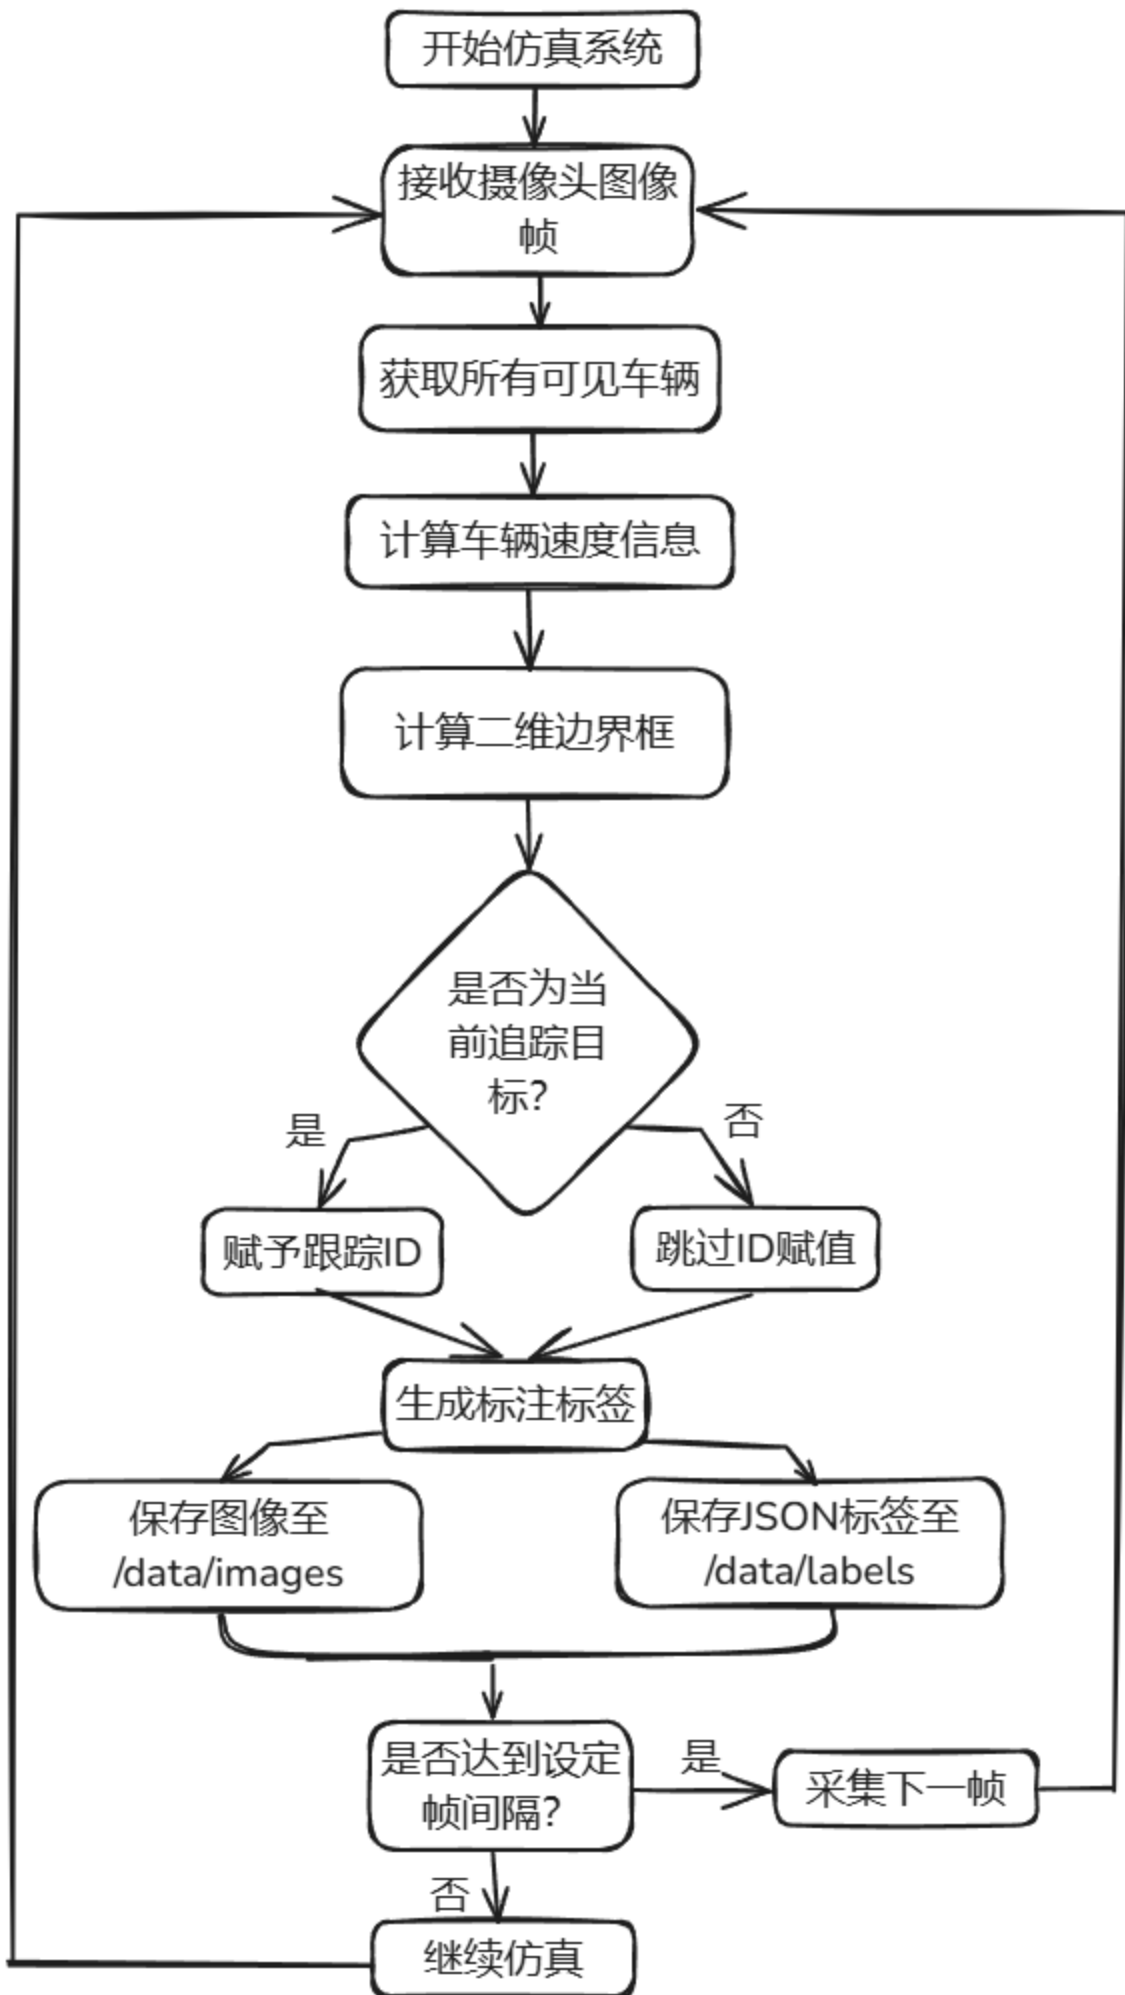 开始仿真系统
接收摄像头图像
帧
获取所有可见车辆
计算车辆速度信息
计算二维边界框
是否为当
前追踪目
标?
是
否
赋予跟踪ID
跳过ID赋值
生成标注标签
保存图像至
/data/images
保存JSON标签至
/data/labels
是否达到设定
帧间隔?
是
采集下一帧
否
继续仿真